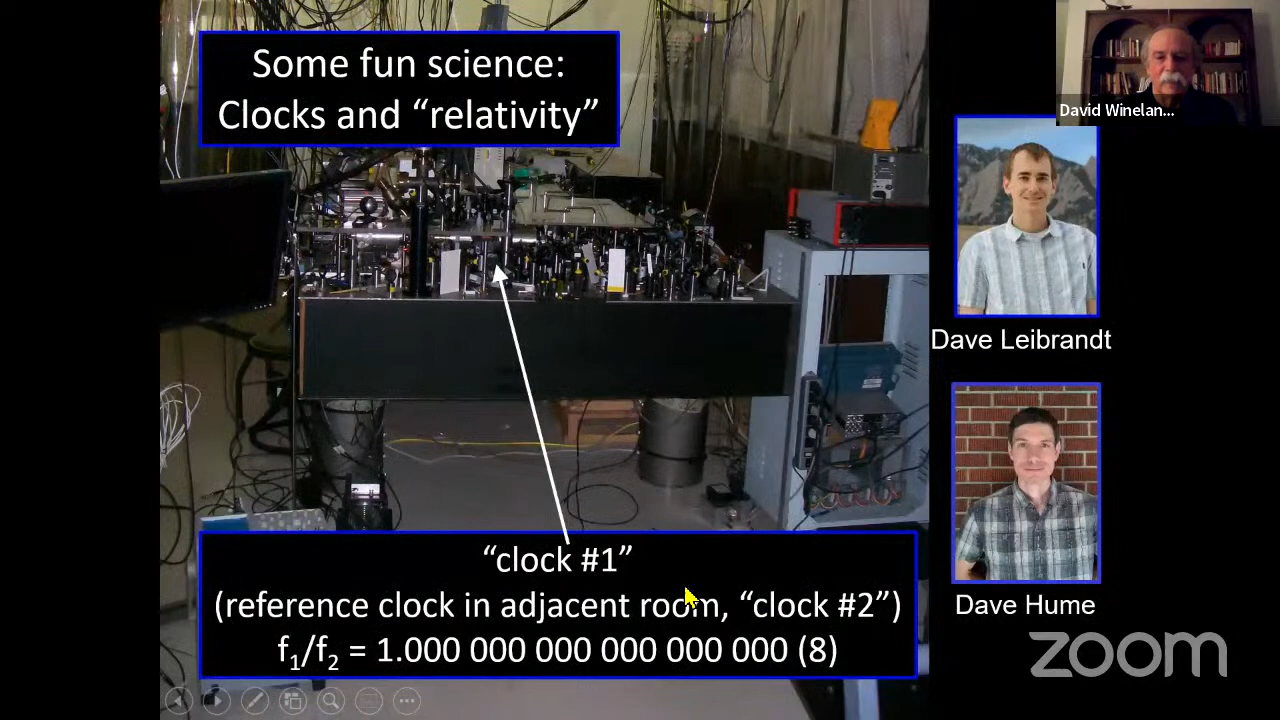 Some fun science:
Clocks and “relativity”
David Winelan...
Dave Leibrandt
Dave Hume
“clock #1”
(reference clock in adjacent room, “clock #2”)
f₁/f₂ = 1.000 000 000 000 000 000 (8)
zoom